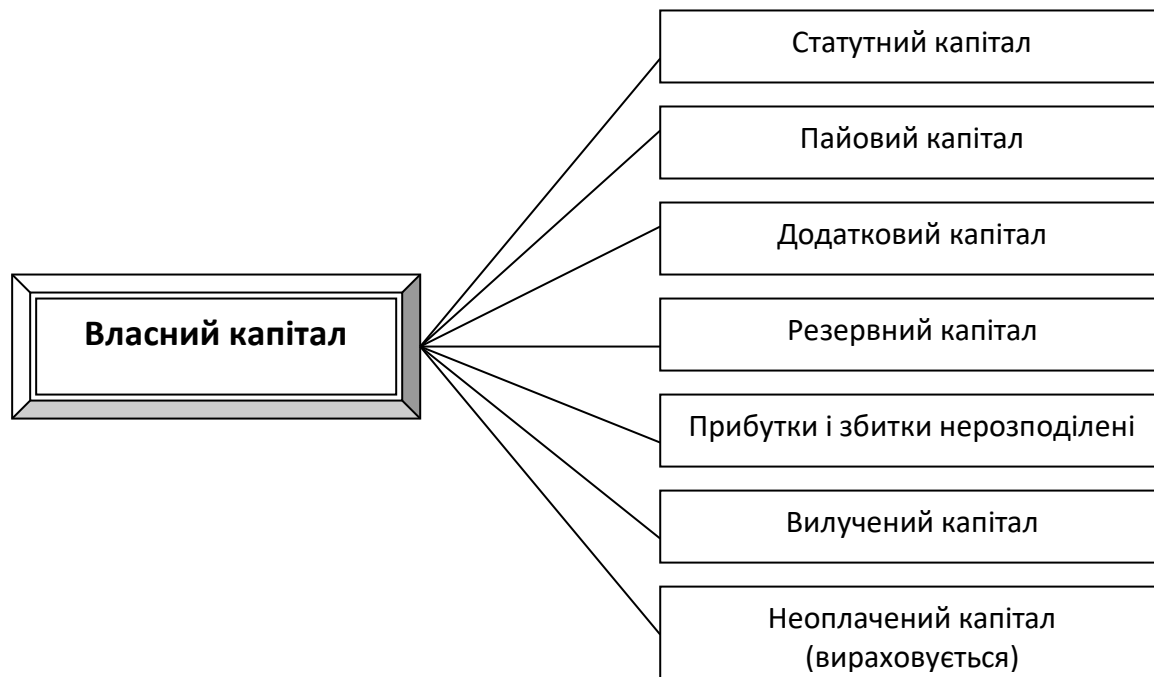 Статутний капітал
Пайовий капітал
Додатковий капітал
Власний капітал
Резервний капітал
Прибутки і збитки нерозподілені
Вилучений капітал
Неоплачений капітал
(вираховується)